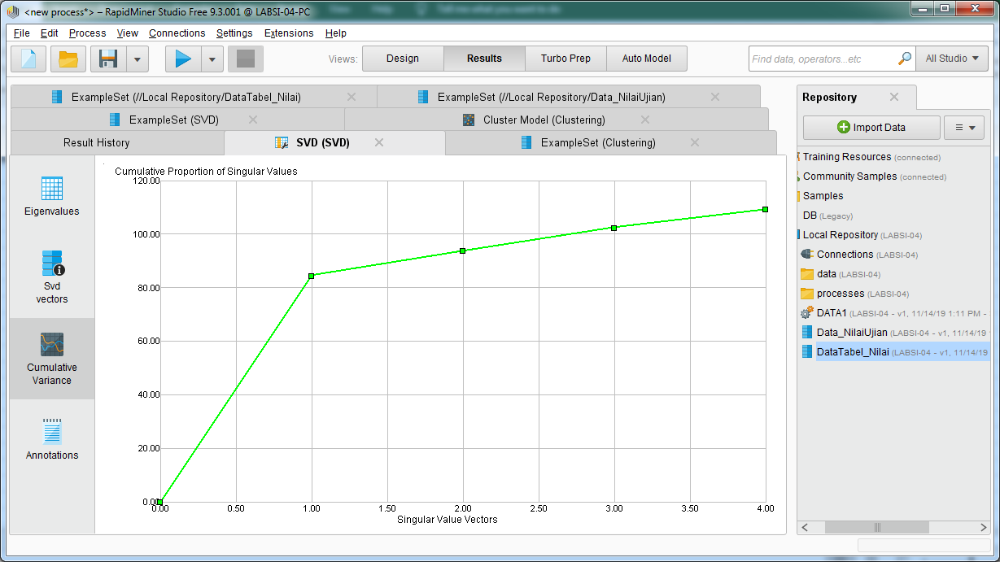 <new process*> – RapidMiner Studio Free 9.3.001 @ LABSI-04-PC
File Edit Process View Connections Settings Extensions Help
Views: Design Results Turbo Prep Auto Model Find data, operators...etc All Studio
ExampleSet (//Local Repository/DataTabel_Nilai) ExampleSet (//Local Repository/Data_NilaiUjian)
ExampleSet (SVD) Cluster Model (Clustering)
Result History SVD (SVD) ExampleSet (Clustering)
Eigenvalues
Svd
vectors
Cumulative
Variance
Annotations
Cumulative Proportion of Singular Values
120.00
100.00
80.00
60.00
40.00
20.00
0.00
0.00 0.50 1.00 1.50 2.00 2.50 3.00 3.50 4.00
Singular Value Vectors
Repository
Import Data
Training Resources (connected)
Community Samples (connected)
Samples
DB (Legacy)
Local Repository (LABSI-04)
Connections (LABSI-04)
data (LABSI-04)
processes (LABSI-04)
DATA1 (LABSI-04 - v1, 11/14/19 1:11 PM -
Data_NilaiUjian (LABSI-04 - v1, 11/14/19
DataTabel_Nilai (LABSI-04 - v1, 11/14/19